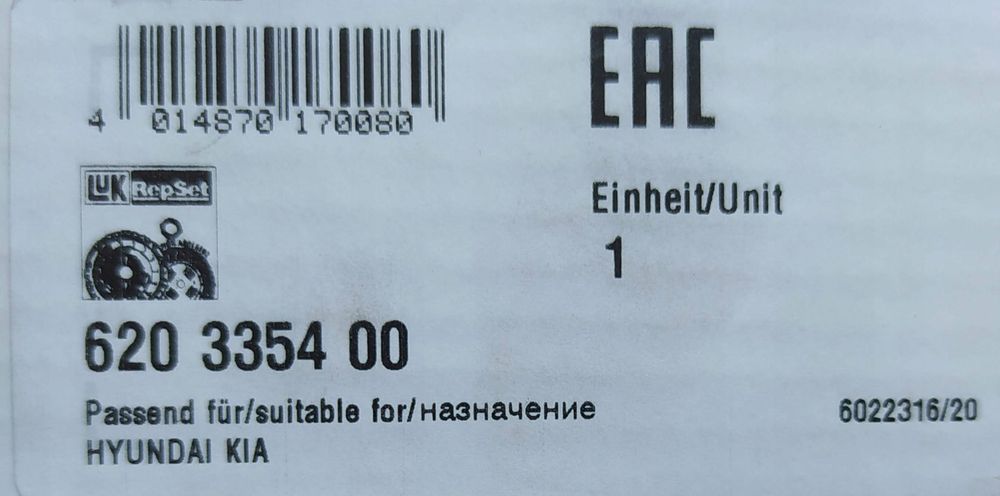 EAC
4 014870 170080
LUK RepSet
Einheit/Unit
1
620 3354 00
Passend für/suitable for/назначение
6022316/20
HYUNDAI KIA